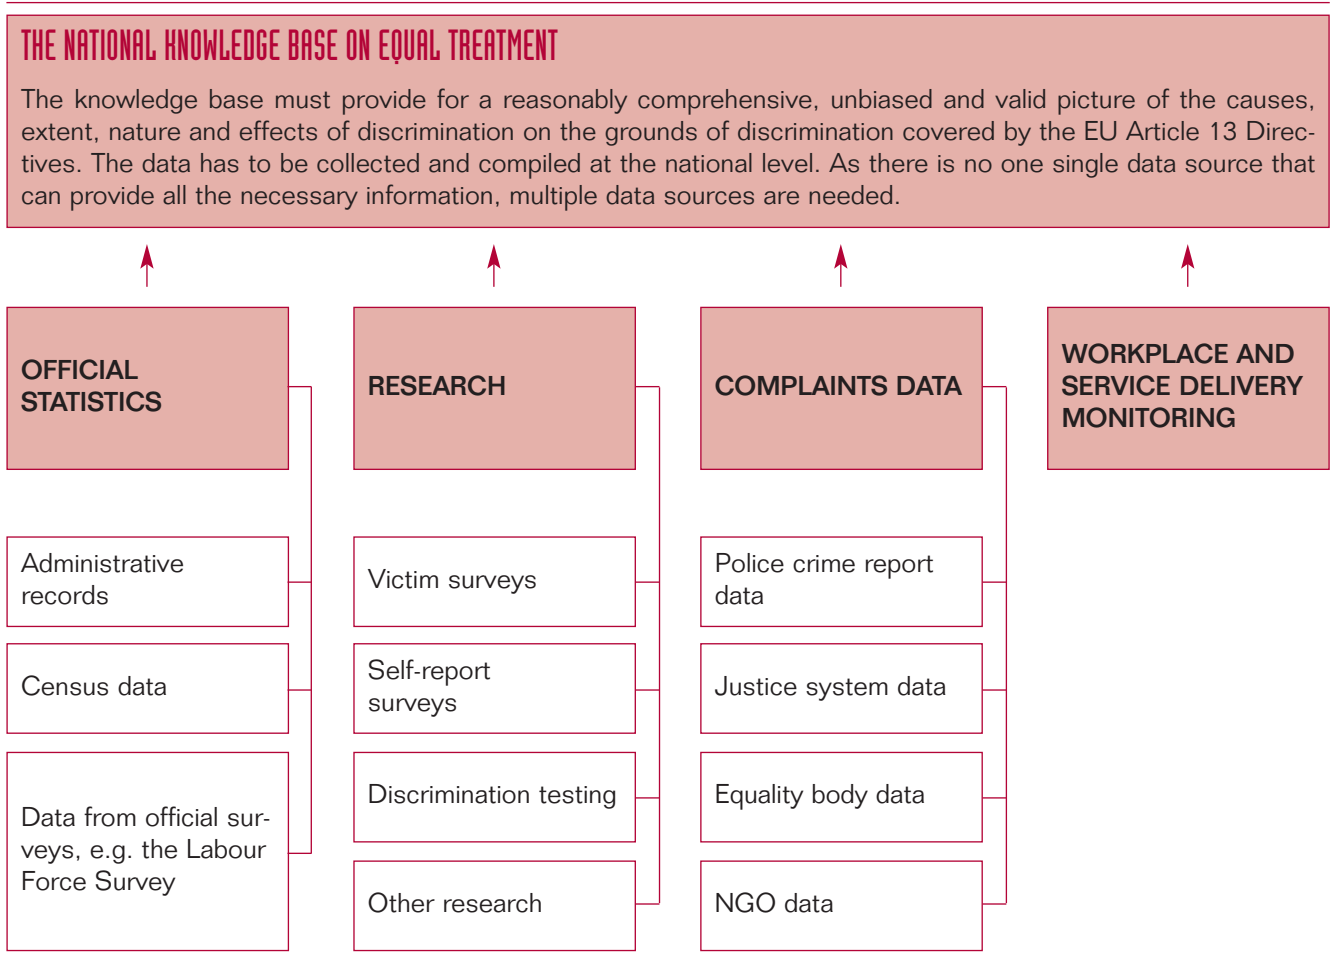 THE NATIONAL KNOWLEDGE BASE ON EQUAL TREATMENT
The knowledge base must provide for a reasonably comprehensive, unbiased and valid picture of the causes,
extent, nature and effects of discrimination on the grounds of discrimination covered by the EU Article 13 Direc-
tives. The data has to be collected and compiled at the national level. As there is no one single data source that
can provide all the necessary information, multiple data sources are needed.
OFFICIAL
STATISTICS
Administrative
records
Census data
Data from official sur-
veys, e.g. the Labour
Force Survey
RESEARCH
Victim surveys
Self-report
surveys
Discrimination testing
Other research
COMPLAINTS DATA
Police crime report
data
Justice system data
Equality body data
NGO data
WORKPLACE AND
SERVICE DELIVERY
MONITORING